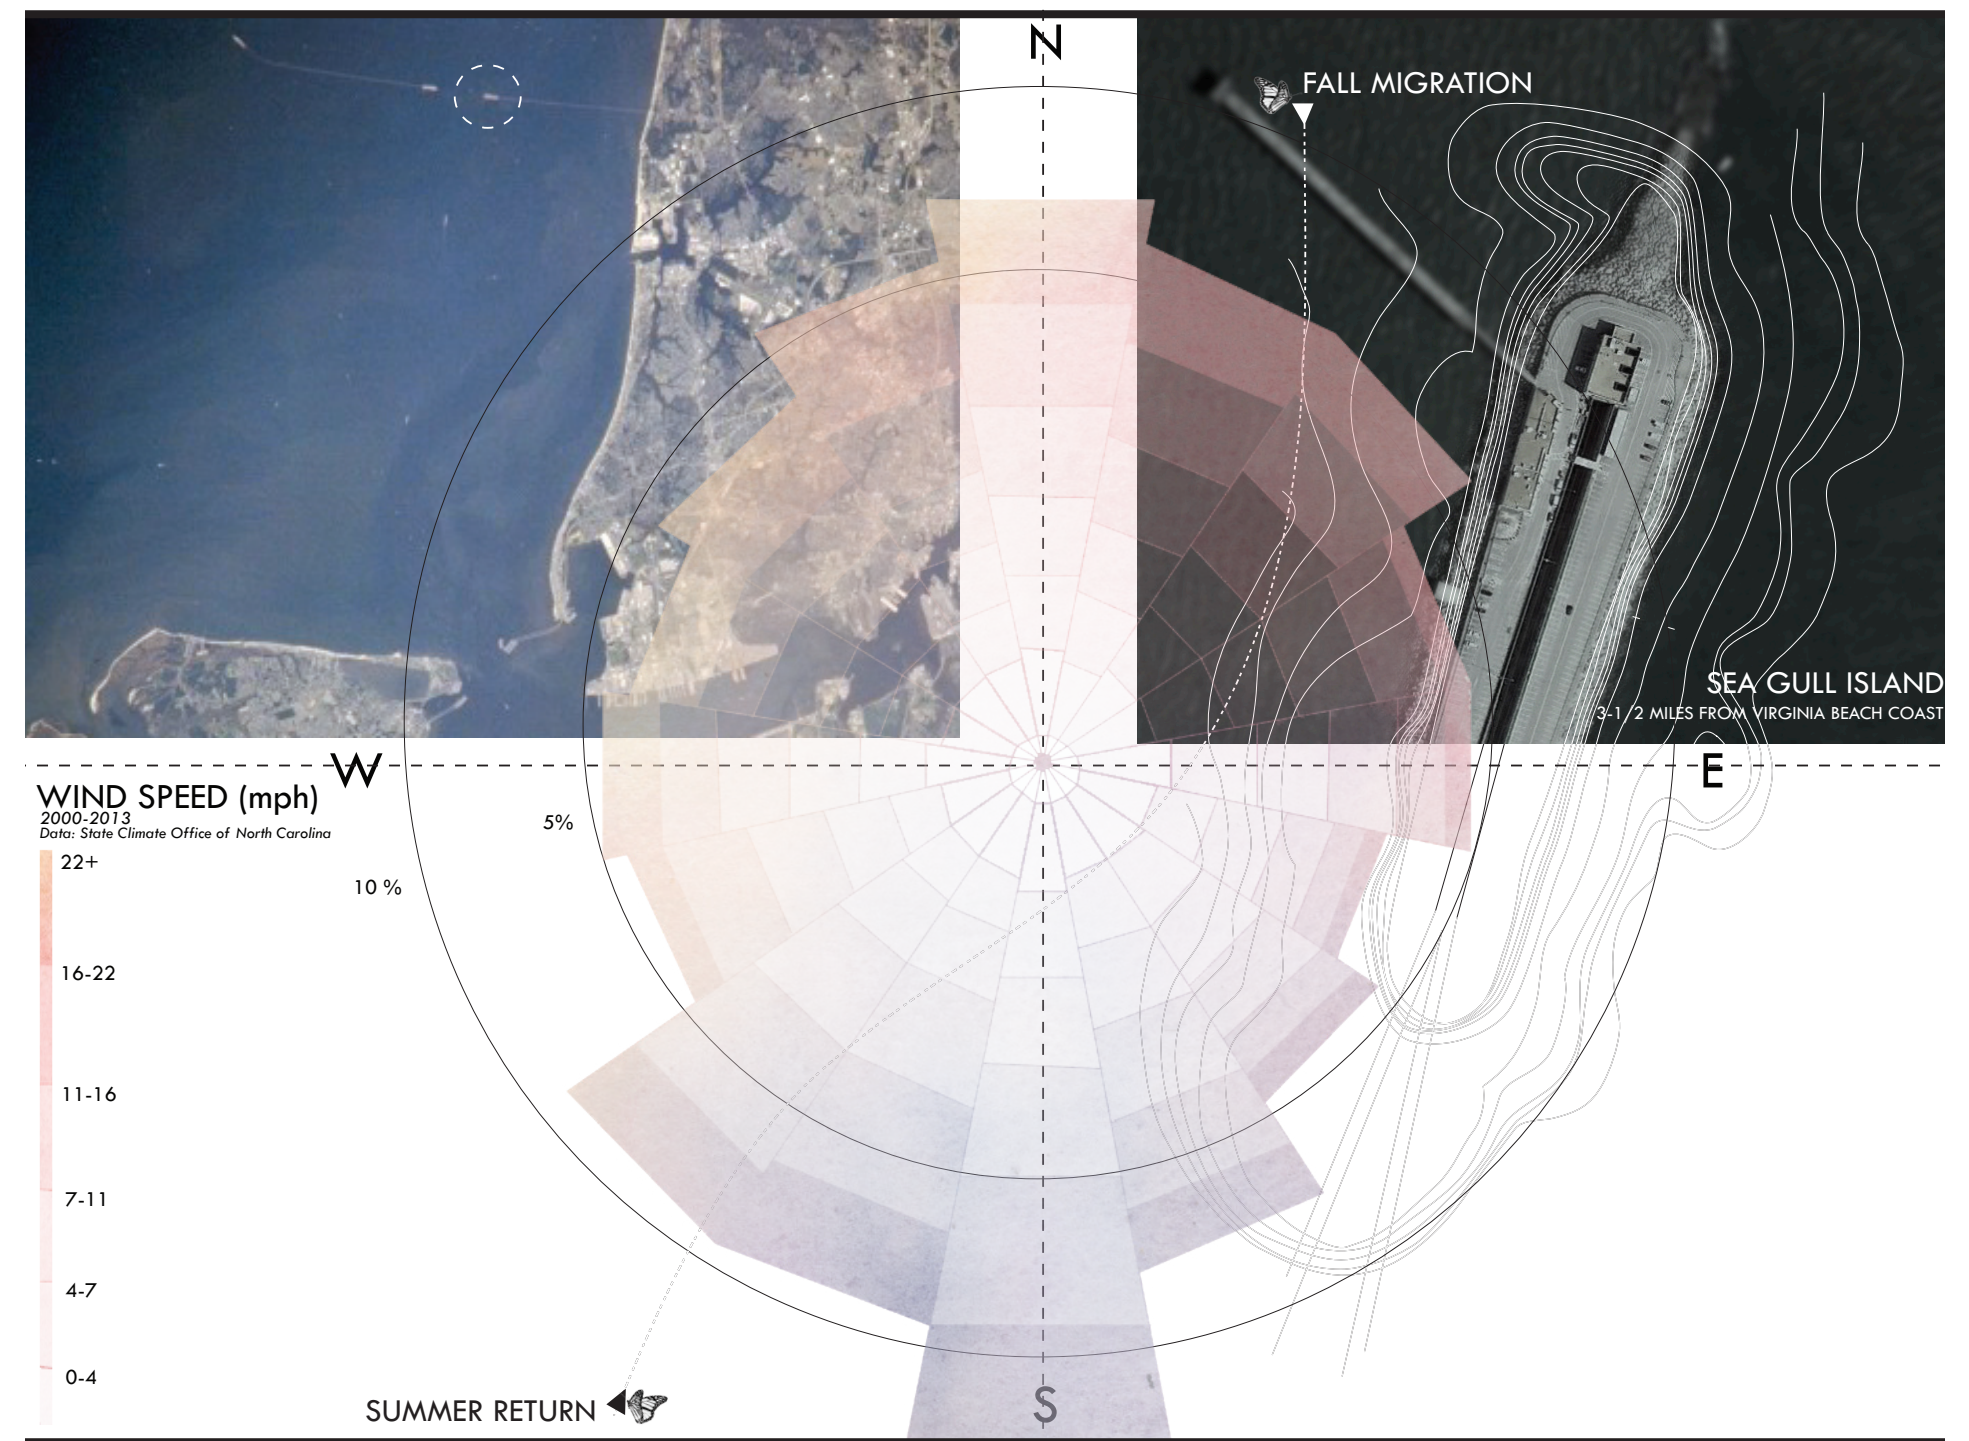 N
FALL MIGRATION
SEA GULL ISLAND
3-1/2 MILES FROM VIRGINIA BEACH COAST
W
E
WIND SPEED (mph)
2000-2013
Data: State Climate Office of North Carolina
5%
22+
10 %
16-22
11-16
7-11
4-7
0-4
SUMMER RETURN
S